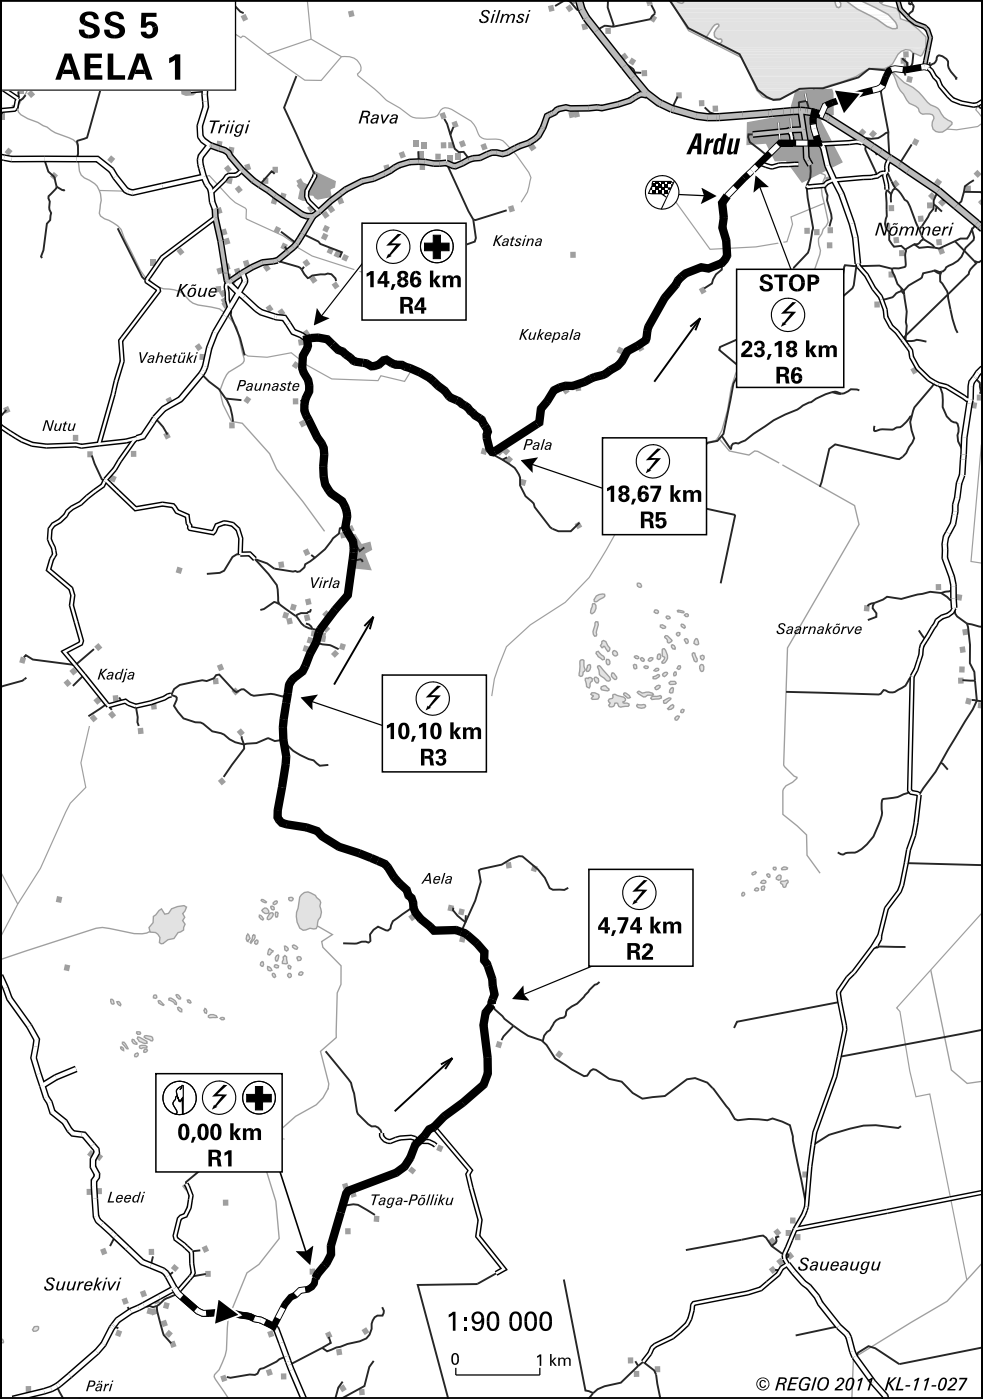 SS 5
AELA 1
Silmsi
Triigi
Rava
Ardu
Nõmmeri
Katsina
14,86 km
R4
Kõue
STOP
23,18 km
R6
Kukepala
Vahetüki
Paunaste
Nutu
Pala
18,67 km
R5
Virla
Saarnakõrve
Kadja
10,10 km
R3
Aela
4,74 km
R2
0,00 km
R1
Leedi
Taga-Põlliku
Suurekivi
Saueaugu
1:90 000
0 1 km
Päri
© REGIO 2011 KL-11-027